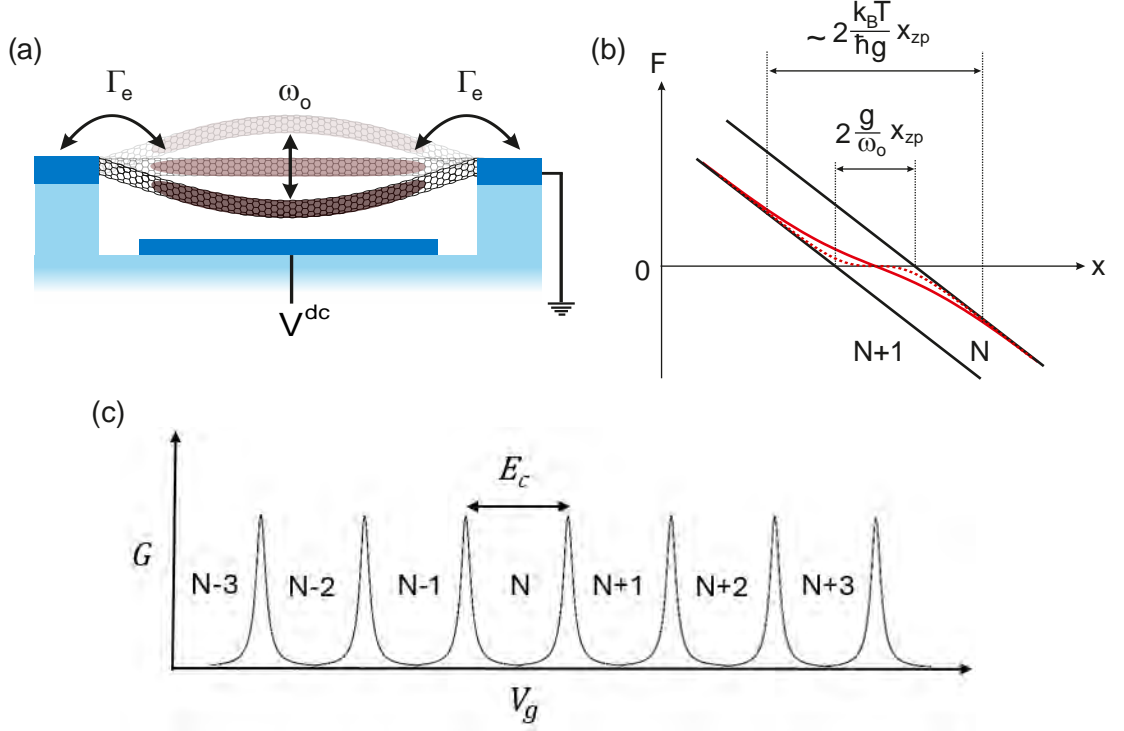 (a)
Γe
ωo
Γe
V^dc
(b)
F
~ 2 kBT/ħg xzp
2 g/ωo xzp
0
x
N+1
N
(c)
Ec
G
N-3
N-2
N-1
N
N+1
N+2
N+3
Vg